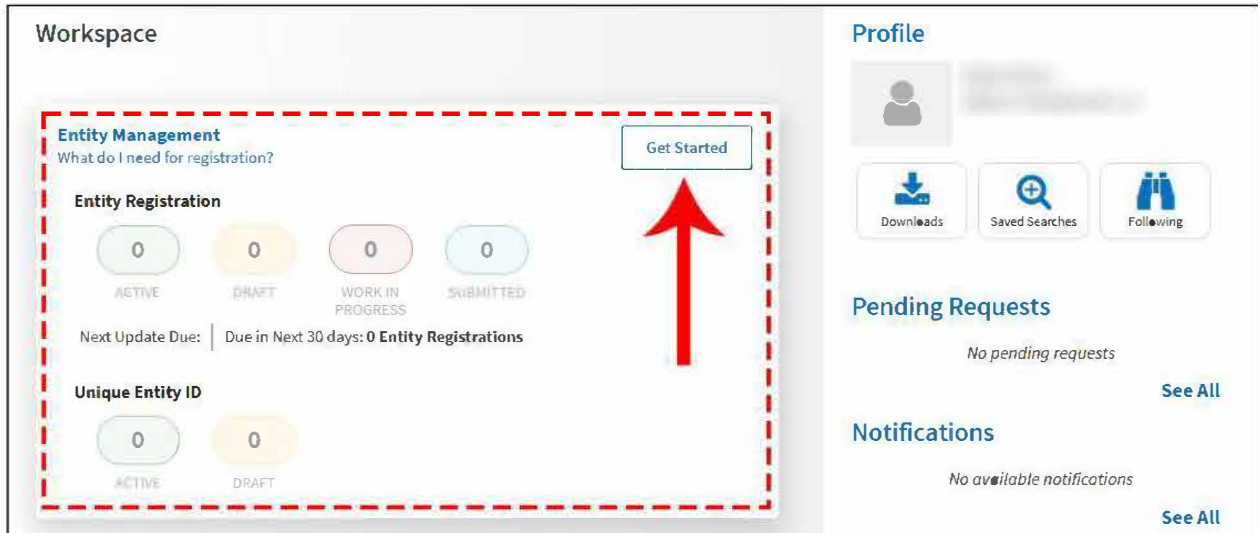 Workspace
Entity Management
What do I need for registration?
Get Started
Entity Registration
0 0 0 0
ACTIVE DRAFT WORK IN PROGRESS SUBMITTED
Next Update Due: Due in Next 30 days: 0 Entity Registrations
Unique Entity ID
0 0
ACTIVE DRAFT
Profile
Downloads Saved Searches Following
Pending Requests
No pending requests
See All
Notifications
No available notifications
See All